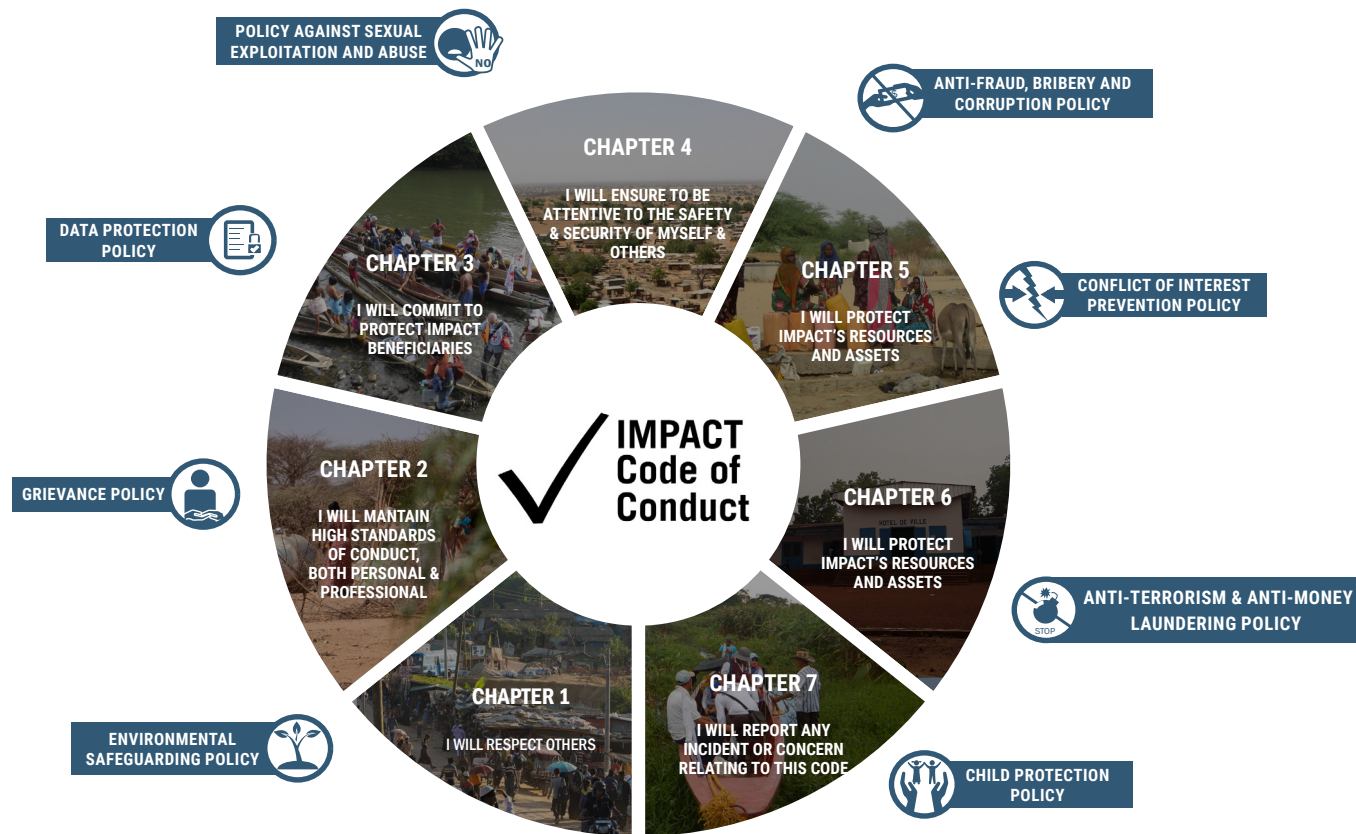 POLICY AGAINST SEXUAL
EXPLOITATION AND ABUSE
NO
ANTI-FRAUD, BRIBERY AND
CORRUPTION POLICY
$
DATA PROTECTION
POLICY
CONFLICT OF INTEREST
PREVENTION POLICY
GRIEVANCE POLICY
ANTI-TERRORISM & ANTI-MONEY
LAUNDERING POLICY
STOP
ENVIRONMENTAL
SAFEGUARDING POLICY
CHILD PROTECTION
POLICY
IMPACT
Code of
Conduct
CHAPTER 1
I WILL RESPECT OTHERS
CHAPTER 2
I WILL MANTAIN
HIGH STANDARDS
OF CONDUCT,
BOTH PERSONAL &
PROFESSIONAL
CHAPTER 3
I WILL COMMIT TO
PROTECT IMPACT
BENEFICIARIES
CHAPTER 4
I WILL ENSURE TO BE
ATTENTIVE TO THE SAFETY
& SECURITY OF MYSELF &
OTHERS
CHAPTER 5
I WILL PROTECT
IMPACT'S RESOURCES
AND ASSETS
CHAPTER 6
HOTEL DE VILLE
I WILL PROTECT
IMPACT'S RESOURCES
AND ASSETS
CHAPTER 7
I WILL REPORT ANY
INCIDENT OR CONCERN
RELATING TO THIS CODE